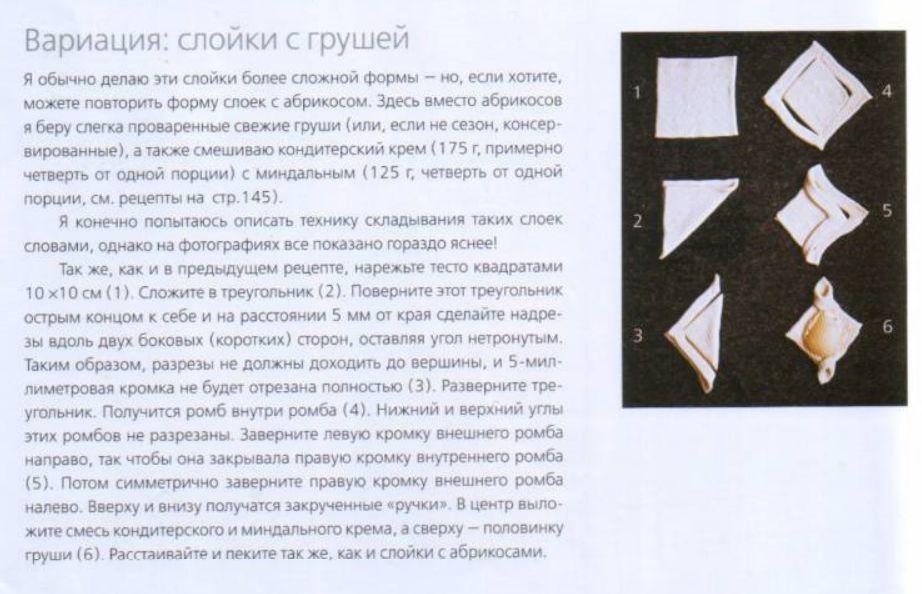 Вариация: слойки с грушей
Я обычно делаю эти слойки более сложной формы — но, если хотите,
можете повторить форму слоек с абрикосом. Здесь вместо абрикосов
я беру слегка проваренные свежие груши (или, если не сезон, консер-
вированные), а также смешиваю кондитерский крем (175 г, примерно
четверть от одной порции) с миндальным (125 г, четверть от одной
порции, см. рецепты на стр.145).
Я конечно попытаюсь описать технику складывания таких слоек
словами, однако на фотографиях все показано гораздо яснее!
Так же, как и в предыдущем рецепте, нарежьте тесто квадратами
10 ×10 см (1). Сложите в треугольник (2). Поверните этот треугольник
острым концом к себе и на расстоянии 5 мм от края сделайте надре-
зы вдоль двух боковых (коротких) сторон, оставляя угол нетронутым.
Таким образом, разрезы не должны доходить до вершины, и 5-мил-
лиметровая кромка не будет отрезана полностью (3). Разверните тре-
угольник. Получится ромб внутри ромба (4). Нижний и верхний углы
этих ромбов не разрезаны. Заверните левую кромку внешнего ромба
направо, так чтобы она закрывала правую кромку внутреннего ромба
(5). Потом симметрично заверните правую кромку внешнего ромба
налево. Вверху и внизу получатся закрученные «ручки». В центр выло-
жите смесь кондитерского и миндального крема, а сверху — половинку
груши (6). Расстаивайте и пеките так же, как и слойки с абрикосами.
1
2
3
4
5
6